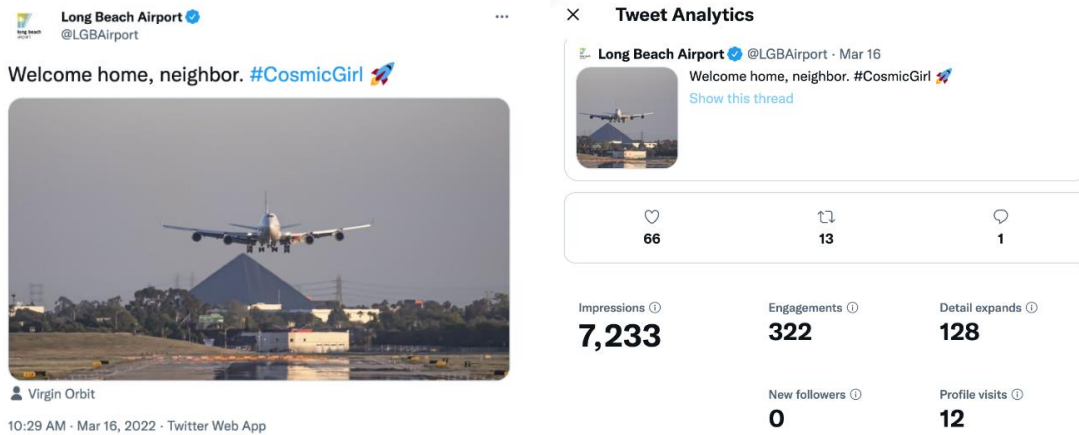 Long Beach Airport
@LGBAirport
long beach
Welcome home, neighbor. #CosmicGirl 🚀
Virgin Orbit
10:29 AM · Mar 16, 2022 · Twitter Web App
Tweet Analytics
Long Beach Airport @LGBAirport · Mar 16
Welcome home, neighbor. #CosmicGirl 🚀
Show this thread
66 13 1
Impressions Engagements Detail expands
7,233 322 128
New followers Profile visits
0 12